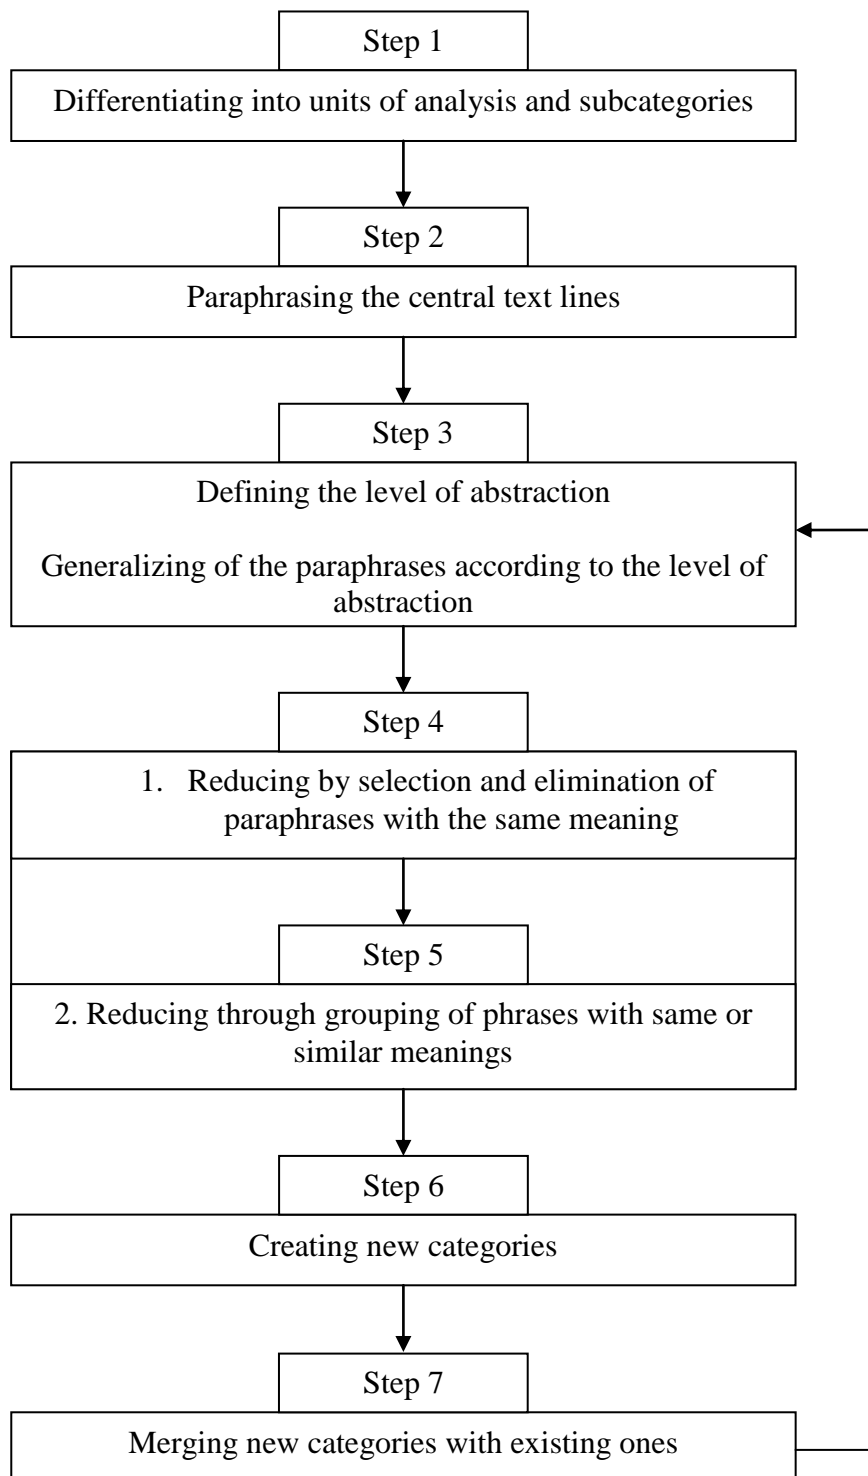 Step 1
Differentiating into units of analysis and subcategories
Step 2
Paraphrasing the central text lines
Step 3
Defining the level of abstraction
Generalizing of the paraphrases according to the level of
abstraction
Step 4
1. Reducing by selection and elimination of
paraphrases with the same meaning
Step 5
2. Reducing through grouping of phrases with same or
similar meanings
Step 6
Creating new categories
Step 7
Merging new categories with existing ones